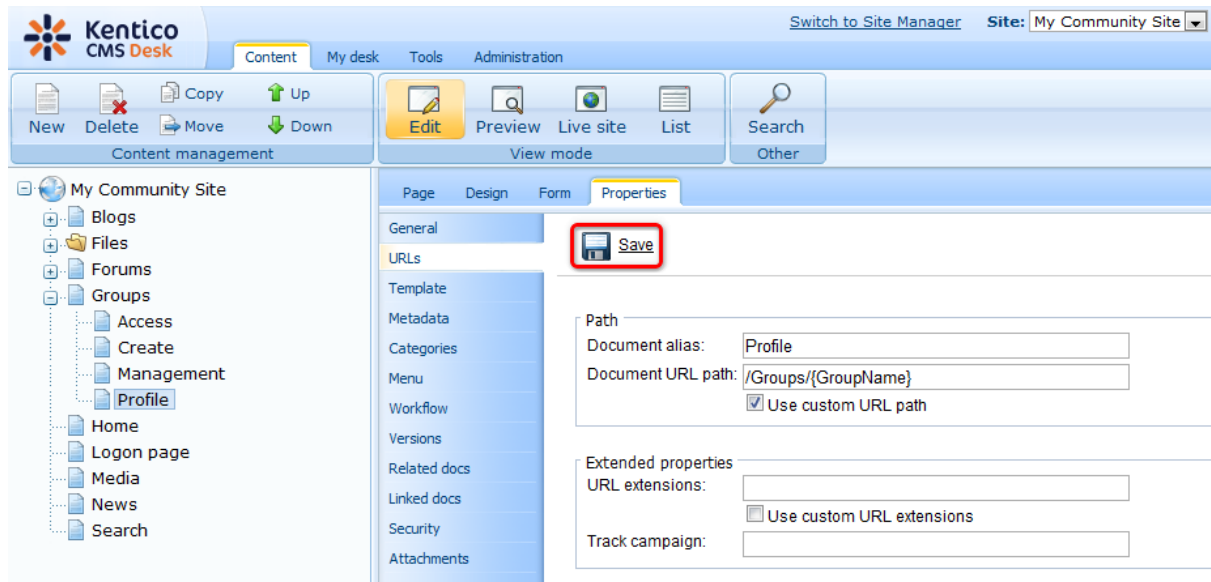 Kentico
CMS Desk
Switch to Site Manager Site: My Community Site
Content My desk Tools Administration
New Delete Copy Move Up Down
Content management
Edit Preview Live site List
View mode
Search
Other
My Community Site
Blogs
Files
Forums
Groups
Access
Create
Management
Profile
Home
Logon page
Media
News
Search
Page Design Form Properties
General
URLs
Template
Metadata
Categories
Menu
Workflow
Versions
Related docs
Linked docs
Security
Attachments
Save
Path
Document alias: Profile
Document URL path: /Groups/{GroupName}
Use custom URL path
Extended properties
URL extensions:
Use custom URL extensions
Track campaign: